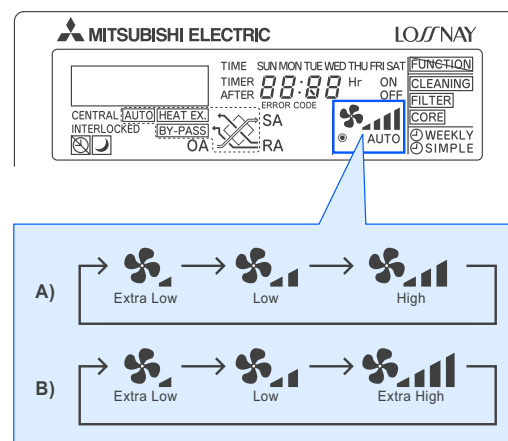 MITSUBISHI ELECTRIC LOSSNAY
TIME SUN MON TUE WED THU FRI SAT FUNCTION
TIMER 88:88 Hr ON CLEANING
AFTER OFF FILTER
ERROR CODE
CENTRAL AUTO HEAT EX. SA CORE
INTERLOCKED BY-PASS AUTO WEEKLY
OA RA SIMPLE
A)
Extra Low Low High
B)
Extra Low Low Extra High